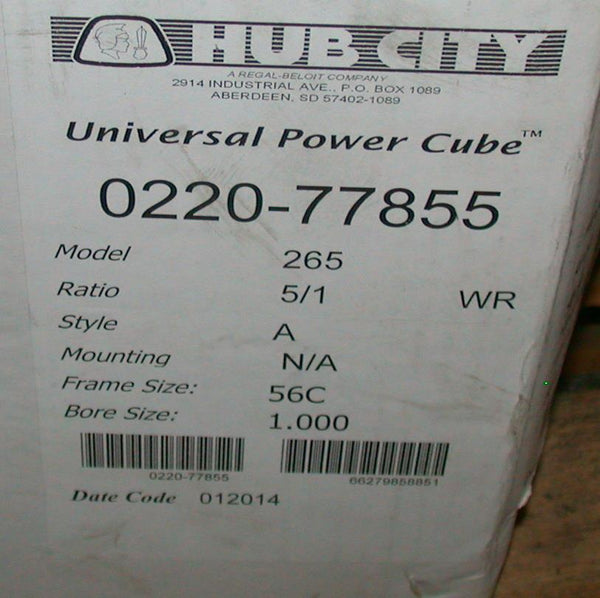 HUB CITY
A REGAL-BELOIT COMPANY
2914 INDUSTRIAL AVE., P.O. BOX 1089
ABERDEEN, SD 57402-1089
Universal Power Cube™
0220-77855
Model 265
Ratio 5/1 WR
Style A
Mounting N/A
Frame Size: 56C
Bore Size: 1.000
0220-77855 66279858851
Date Code 012014